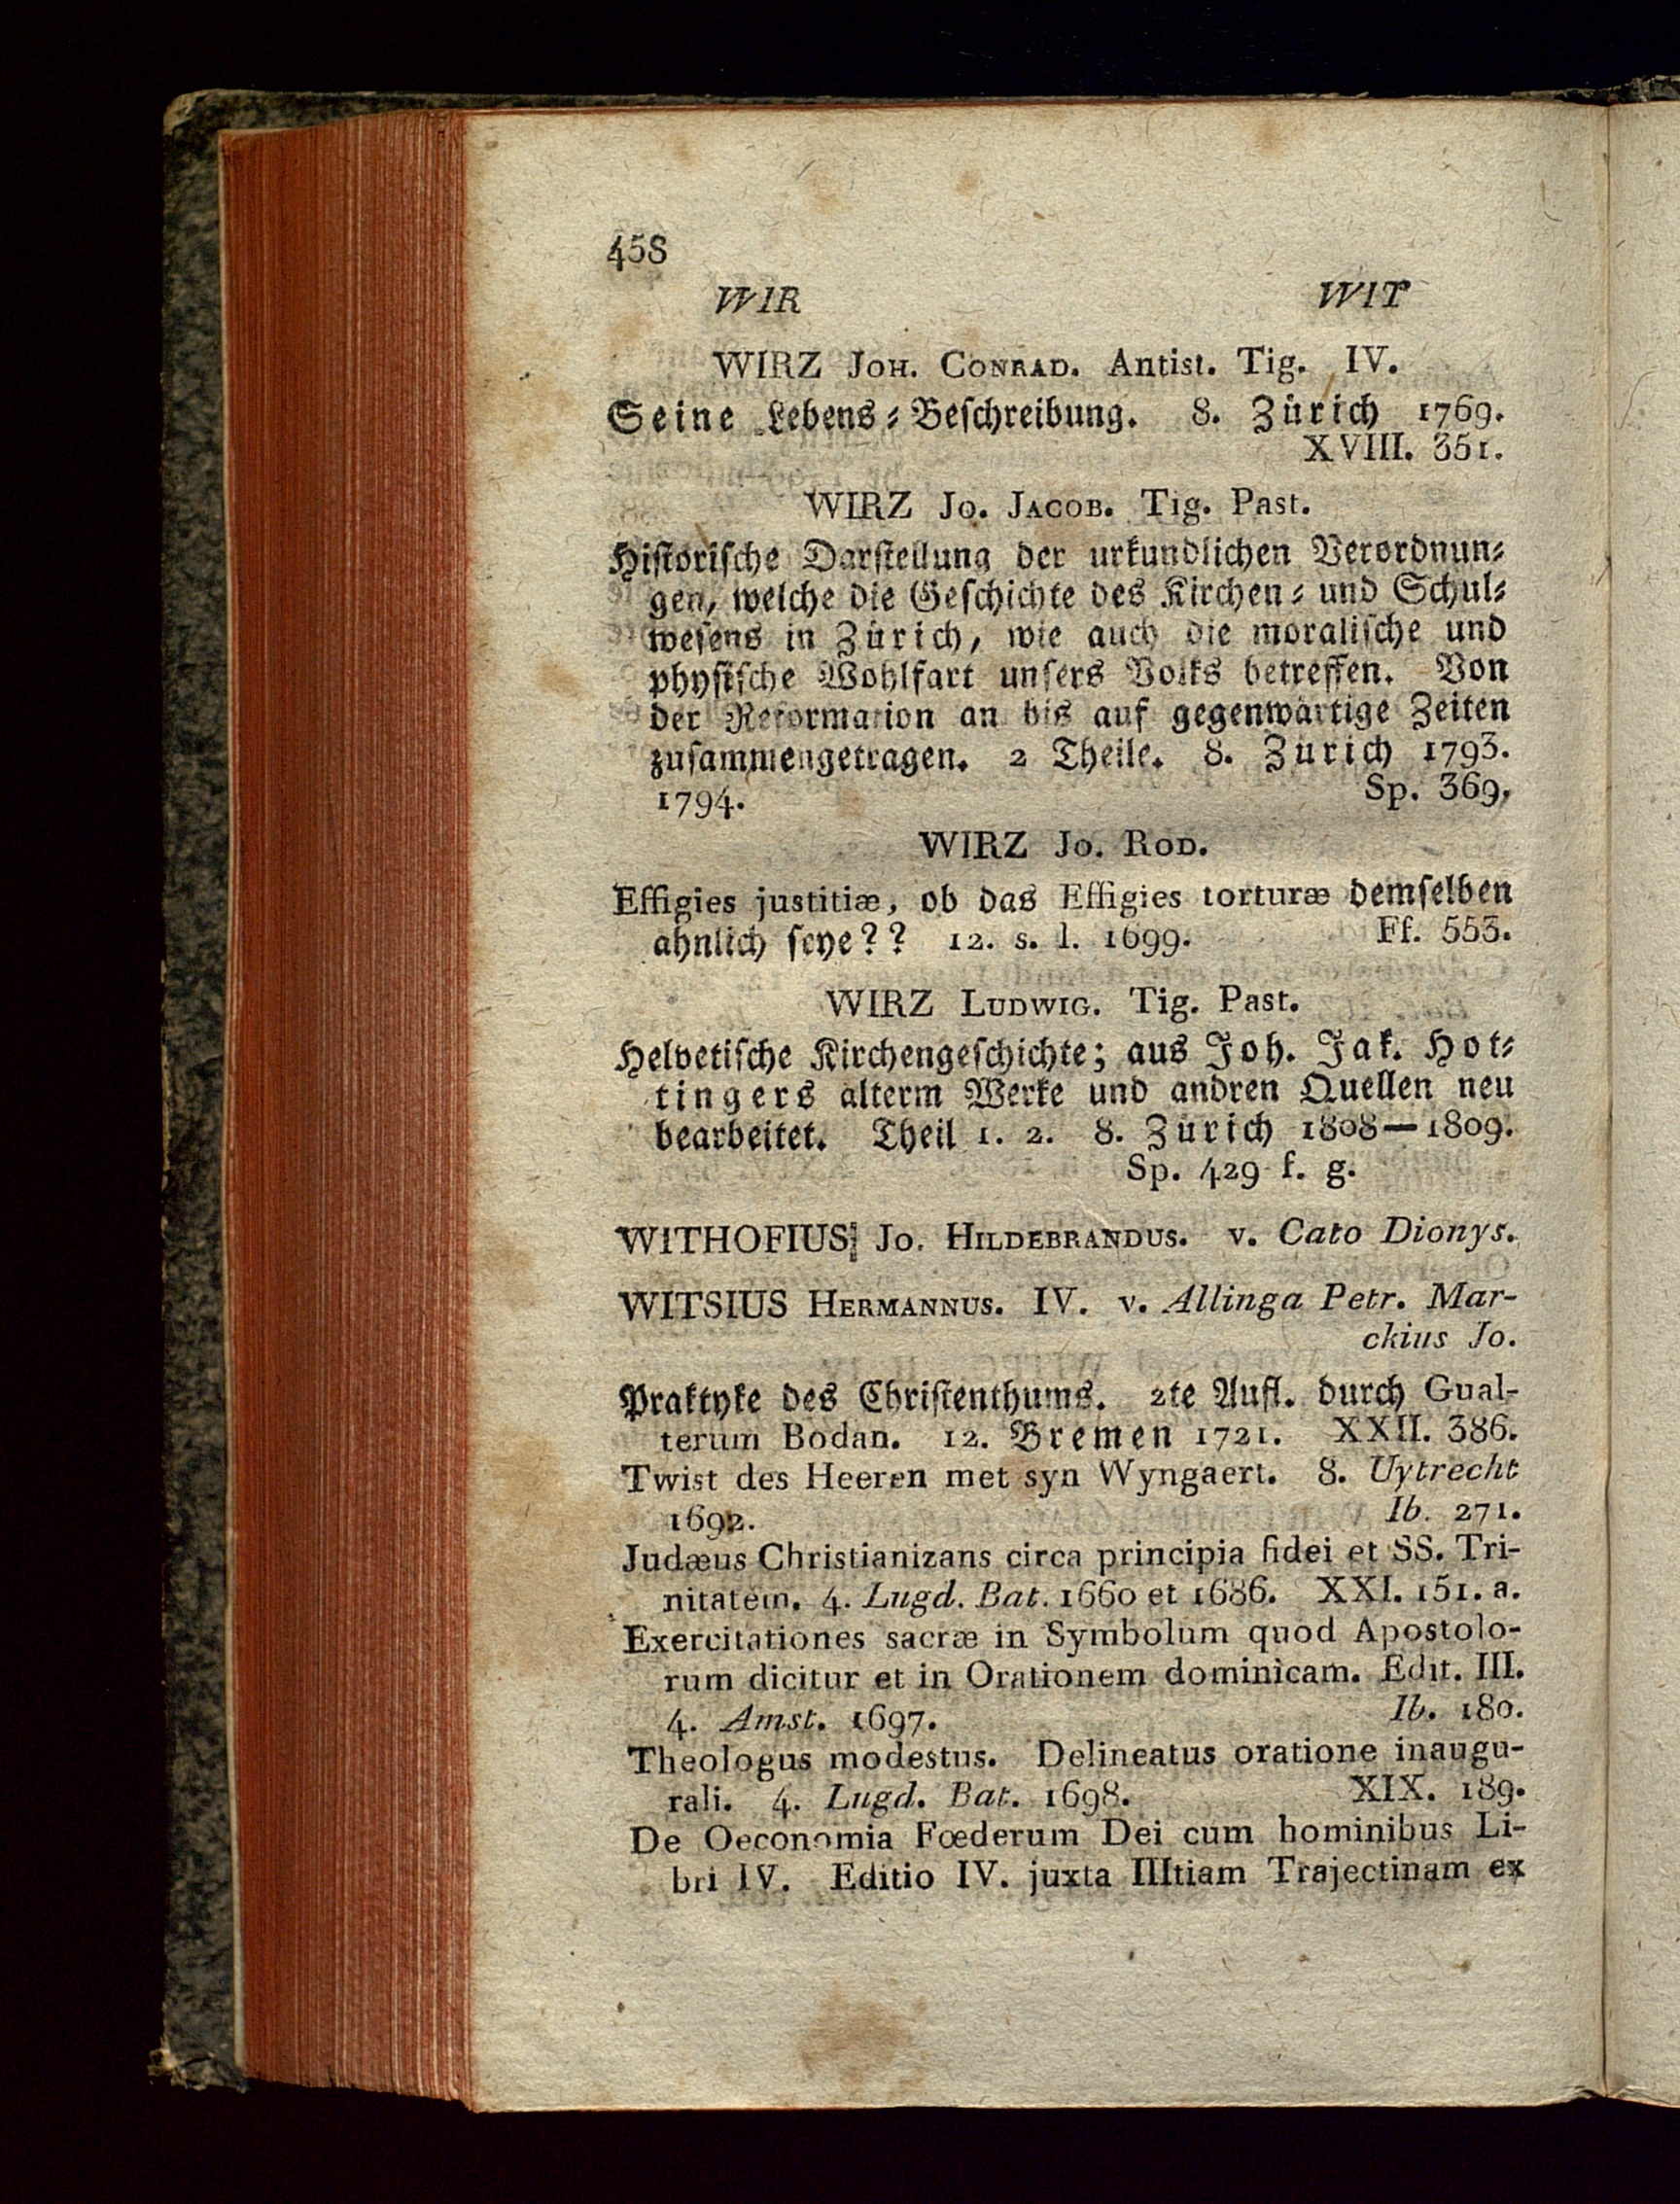 458
WIR WIT
WIRZ Joh. Conrad. Antist. Tig. IV.
Seine Lebens-Beschreibung. 8. Zürich 1769.
XVIII. 351.
WIRZ Jo. Jacob. Tig. Past.
Historische Darstellung der urkundlichen Verordnun-
gen, welche die Geschichte des Kirchen- und Schul-
wesens in Zürich, wie auch die moralische und
physische Wohlfart unsers Volks betreffen. Von
der Reformation an bis auf gegenwärtige Zeiten
zusammengetragen. 2 Theile. 8. Zürich 1793.
1794. Sp. 369.
WIRZ Jo. Rod.
Effigies justitiæ, ob das Effigies torturæ demselben
ähnlich seye?? 12. s. l. 1699. Ff. 553.
WIRZ Ludwig. Tig. Past.
Helvetische Kirchengeschichte; aus Joh. Jak. Hot-
tingers älterm Werke und andren Quellen neu
bearbeitet. Theil 1. 2. 8. Zürich 1808—1809.
Sp. 429 f. g.
WITHOFIUS Jo. Hildebrandus. v. Cato Dionys.
WITSIUS Hermannus. IV. v. Allinga Petr. Mar-
ckius Jo.
Praktyke des Christenthums. 2te Aufl. durch Gual-
terum Bodan. 12. Bremen 1721. XXII. 386.
Twist des Heeren met syn Wyngaert. 8. Uytrecht
1692. Ib. 271.
Judæus Christianizans circa principia fidei et SS. Tri-
nitatem. 4. Lugd. Bat. 1660 et 1686. XXI. 151. a.
Exercitationes sacræ in Symbolum quod Apostolo-
rum dicitur et in Orationem dominicam. Edit. III.
4. Amst. 1697. Ib. 180.
Theologus modestus. Delineatus oratione inaugu-
rali. 4. Lugd. Bat. 1698. XIX. 189.
De Oeconomia Fœderum Dei cum hominibus Li-
bri IV. Editio IV. juxta IIItiam Trajectinam ex